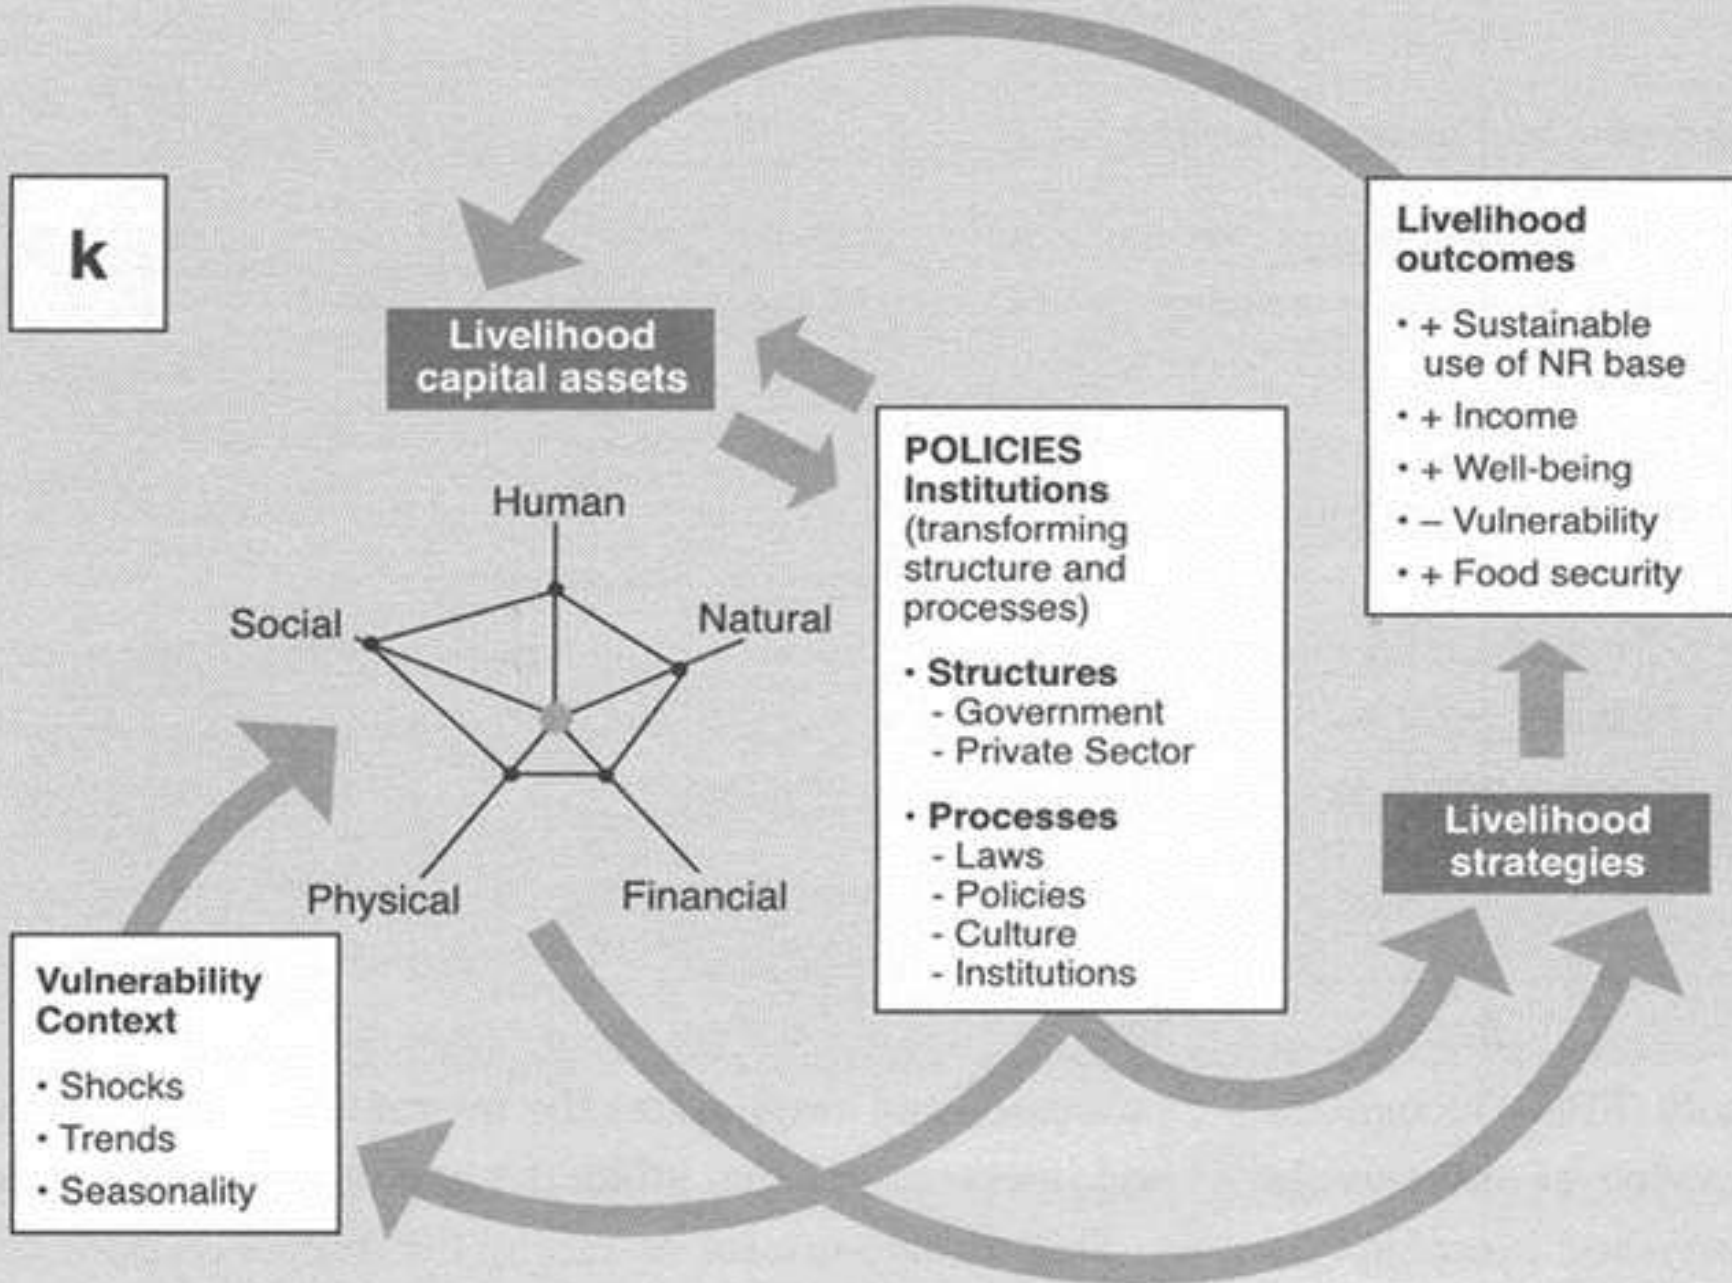 k
Livelihood
capital assets
Human
Social
Natural
Physical
Financial
Vulnerability
Context
• Shocks
• Trends
• Seasonality
POLICIES
Institutions
(transforming
structure and
processes)
• Structures
- Government
- Private Sector
• Processes
- Laws
- Policies
- Culture
- Institutions
Livelihood
outcomes
• + Sustainable
use of NR base
• + Income
• + Well-being
• – Vulnerability
• + Food security
Livelihood
strategies